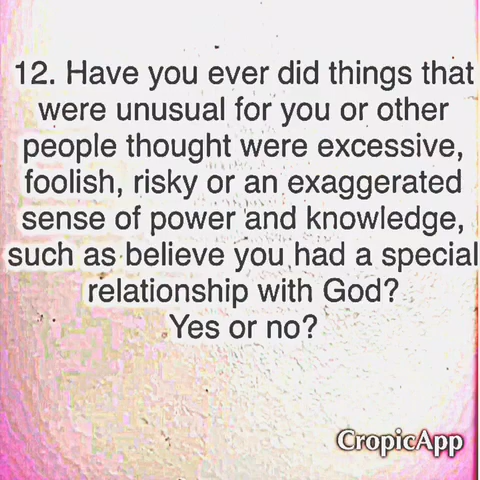 12. Have you ever did things that
were unusual for you or other
people thought were excessive,
foolish, risky or an exaggerated
sense of power and knowledge,
such as believe you had a special
relationship with God?
Yes or no?
CropicApp